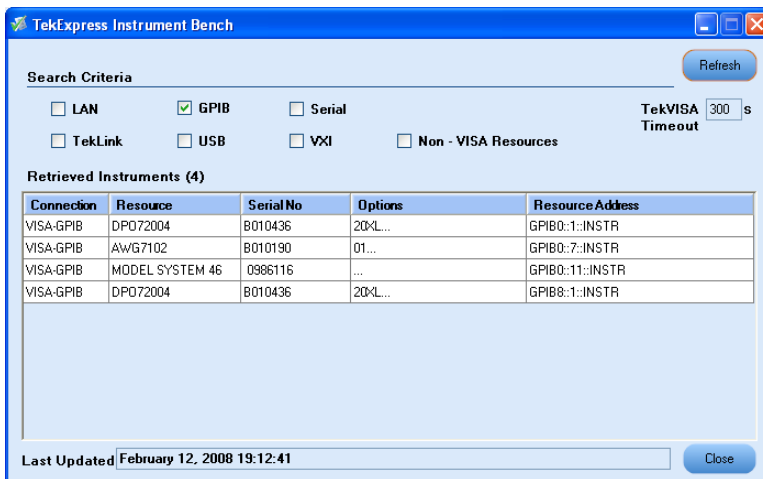 TekExpress Instrument Bench
Refresh
Search Criteria
LAN GPIB Serial TekVISA Timeout 300 s
TekLink USB VXI Non - VISA Resources
Retrieved Instruments (4)
Connection Resource Serial No Options Resource Address
VISA-GPIB DPO72004 B010436 20XL... GPIB0::1::INSTR
VISA-GPIB AWG7102 B010190 01... GPIB0::7::INSTR
VISA-GPIB MODEL SYSTEM 46 0986116 ... GPIB0::11::INSTR
VISA-GPIB DPO72004 B010436 20XL... GPIB8::1::INSTR
Last Updated February 12, 2008 19:12:41
Close